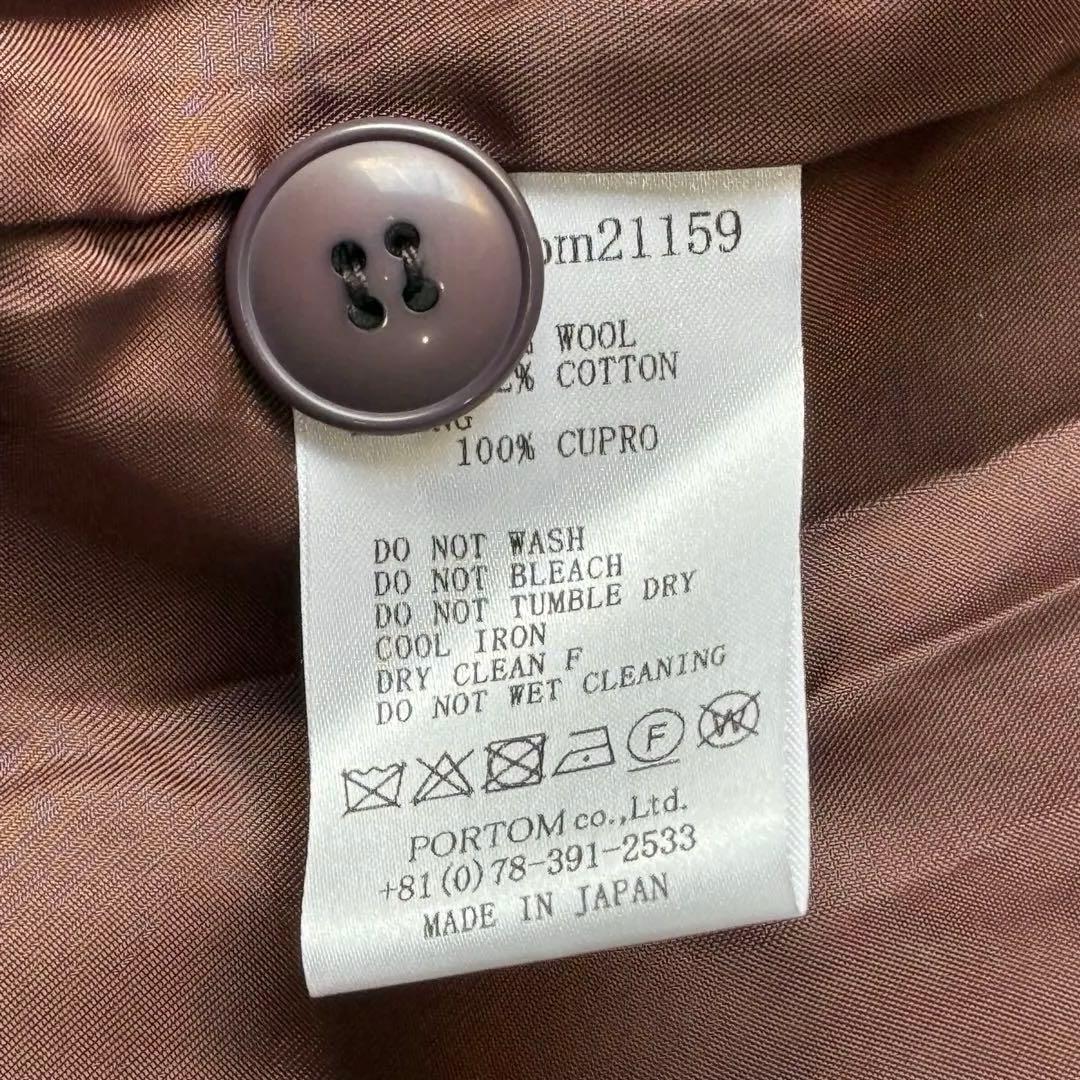 21159
WOOL
% COTTON
100% CUPRO
DO NOT WASH
DO NOT BLEACH
DO NOT TUMBLE DRY
COOL IRON
DRY CLEAN F
DO NOT WET CLEANING
F W
PORTOM co.,Ltd.
+81(0)78-391-2533
MADE IN JAPAN